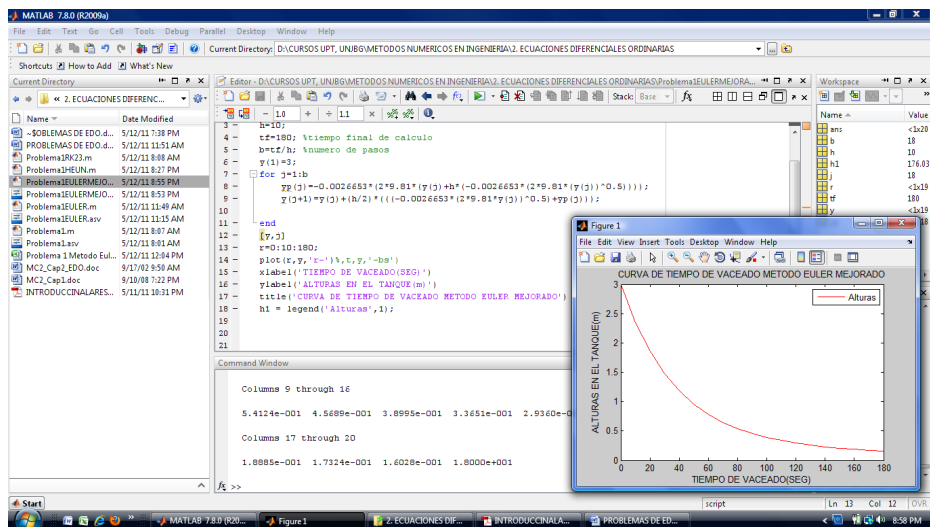 MATLAB 7.8.0 (R2009a)
File Edit Text Go Cell Tools Debug Parallel Desktop Window Help
Current Directory: D:\CURSOS UPT, UNJBG\METODOS NUMERICOS EN INGENIERIA\2. ECUACIONES DIFERENCIALES ORDINARIAS
Shortcuts How to Add What's New
Current Directory
« 2. ECUACIONES DIFERENC...
Name Date Modified
~$OBLEMAS DE EDO.d... 5/12/11 7:38 PM
PROBLEMAS DE EDO.d... 5/12/11 11:51 AM
Problema1RK23.m 5/12/11 8:08 AM
Problema1HEUN.m 5/11/11 8:27 PM
Problema1EULERMEJO... 5/12/11 8:55 PM
Problema1EULERMEJO... 5/12/11 8:53 PM
Problema1EULER.m 5/12/11 11:49 AM
Problema1EULER.asv 5/12/11 11:15 AM
Problema1.m 5/11/11 8:07 AM
Problema1.asv 5/12/11 8:01 AM
Problema 1 Metodo Eul... 5/11/11 12:04 PM
MC2_Cap2_EDO.doc 9/17/02 9:50 AM
MC2_Cap1.doc 9/10/08 7:22 PM
INTRODUCCINALARES... 5/11/11 10:31 PM
Editor - D:\CURSOS UPT, UNJBG\METODOS NUMERICOS EN INGENIERIA\2. ECUACIONES DIFERENCIALES ORDINARIAS\Problema1EULERMEJORA...
Stack: Base
fx
− 1.0 + ÷ 1.1 ×
3 − h=10;
4 − tf=180; %tiempo final de calculo
5 − b=tf/h; %numero de pasos
6 − y(1)=3;
7 − for j=1:b
8 − yp(j)=-0.0026653*(2*9.81*(y(j)+h*(-0.0026653*(2*9.81*(y(j))^0.5))));
9 − y(j+1)=y(j)+(h/2)*(((-0.0026653*(2*9.81*y(j))^0.5)+yp(j)));
10
11 − end
12 − [y,j]
13 − r=0:10:180;
14 − plot(r,y,'r-')%,t,y,'-bs')
15 − xlabel('TIEMPO DE VACEADO(SEG)')
16 − ylabel('ALTURAS EN EL TANQUE(m)')
17 − title('CURVA DE TIEMPO DE VACEADO METODO EULER MEJORADO')
18 − h1 = legend('Alturas',1);
19
20
21
Command Window
Columns 9 through 16
5.4124e-001 4.5689e-001 3.8995e-001 3.3651e-001 2.9360e-0
Columns 17 through 20
1.8885e-001 1.7324e-001 1.6028e-001 1.8000e+001
fx >>
Workspace
Name Value
ans <1x20
b 18
h 10
h1 176.03
j 18
r <1x19
tf 180
y <1x19
Figure 1
File Edit View Insert Tools Desktop Window Help
CURVA DE TIEMPO DE VACEADO METODO EULER MEJORADO
Alturas
3
2.5
2
1.5
1
0.5
0
ALTURAS EN EL TANQUE(m)
0 20 40 60 80 100 120 140 160 180
TIEMPO DE VACEADO(SEG)
Start
script Ln 13 Col 12 OVR
MATLAB 7.8.0 (R20... Figure 1 2. ECUACIONES DIF... INTRODUCCINALA... PROBLEMAS DE ED... 8:58 PM